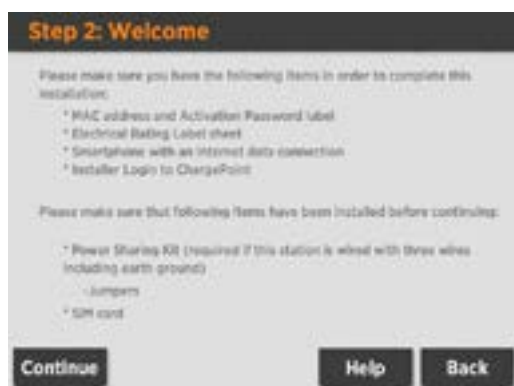 Step 2: Welcome
Please make sure you have the following items in order to complete this
installation:
* MAC address and Activation Password label
* Electrical Rating Label sheet
* Smartphone with an internet data connection
* Installer Login to ChargePoint
Please make sure that following items have been installed before continuing:
* Power Sharing Kit (required if this station is wired with three wires
including earth ground)
-Jumpers
* SIM card
Continue Help Back